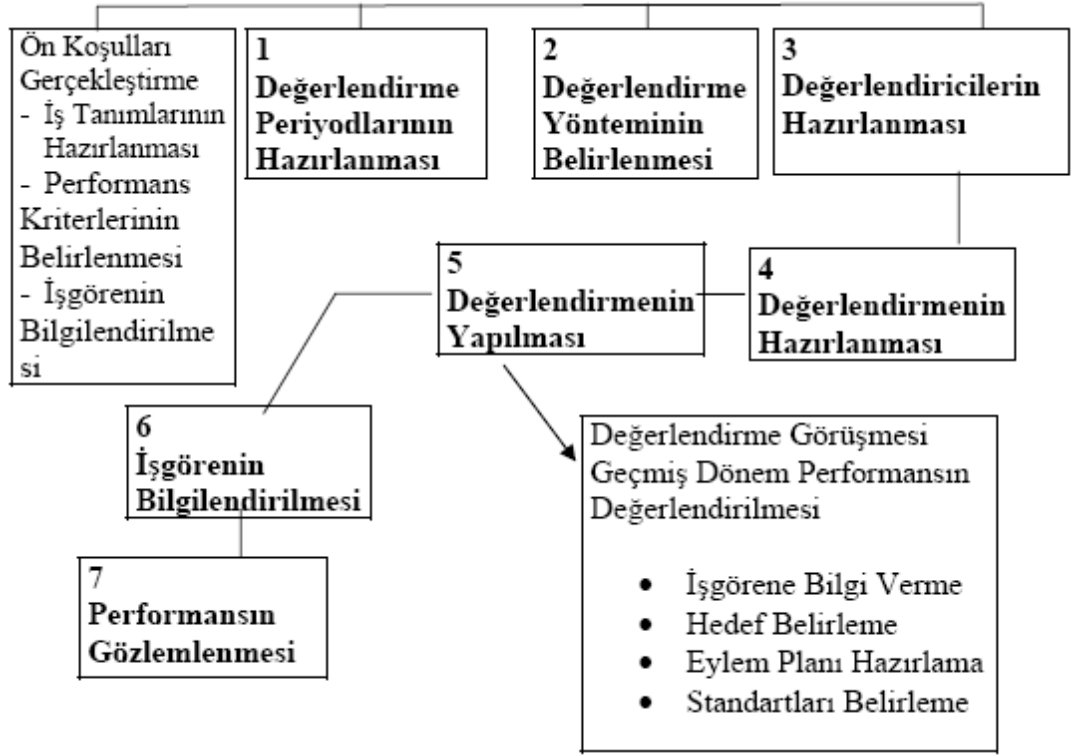 Ön Koşulları
Gerçekleştirme
- İş Tanımlarının
Hazırlanması
- Performans
Kriterlerinin
Belirlenmesi
- İşgörenin
Bilgilendirilme
si
1
Değerlendirme
Periyodlarının
Hazırlanması
2
Değerlendirme
Yönteminin
Belirlenmesi
3
Değerlendiricilerin
Hazırlanması
4
Değerlendirmenin
Hazırlanması
5
Değerlendirmenin
Yapılması
6
İşgörenin
Bilgilendirilmesi
7
Performansın
Gözlemlenmesi
Değerlendirme Görüşmesi
Geçmiş Dönem Performansın
Değerlendirilmesi
• İşgörene Bilgi Verme
• Hedef Belirleme
• Eylem Planı Hazırlama
• Standartları Belirleme